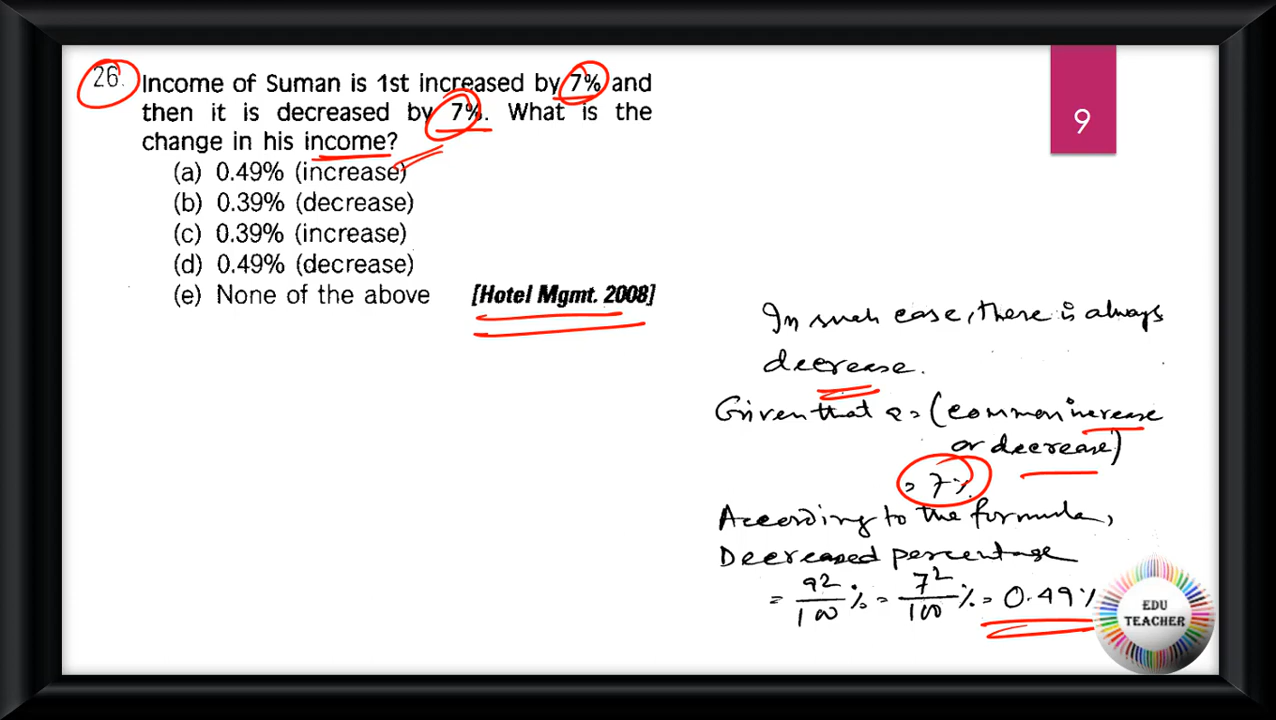 9
26. Income of Suman is 1st increased by 7% and
then it is decreased by 7%. What is the
change in his income?
(a) 0.49% (increase)
(b) 0.39% (decrease)
(c) 0.39% (increase)
(d) 0.49% (decrease)
(e) None of the above [Hotel Mgmt. 2008]
In such case, there is always
decrease.
Given that a = (common increase
or decrease)
= 7%
According to the formula,
Decreased percentage
= a²/100 % = 7²/100 % = 0.49%
EDU
TEACHER